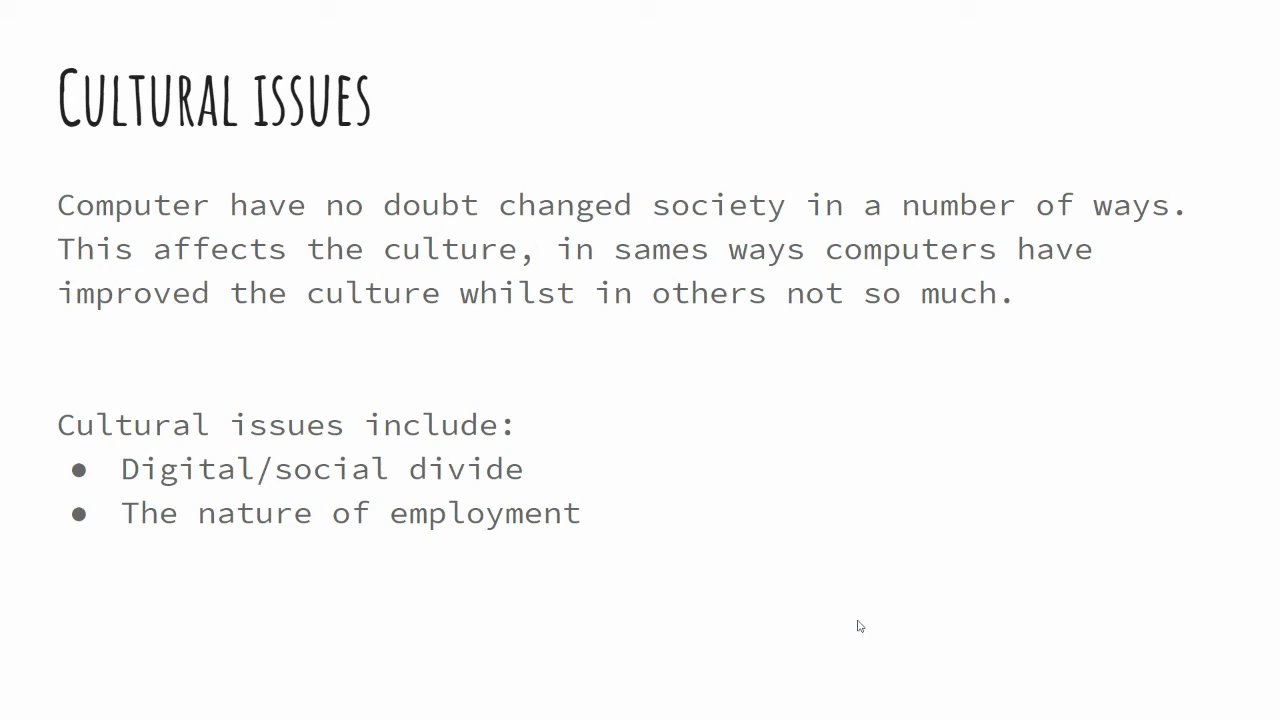 Cultural issues
Computer have no doubt changed society in a number of ways.
This affects the culture, in sames ways computers have
improved the culture whilst in others not so much.
Cultural issues include:
● Digital/social divide
● The nature of employment